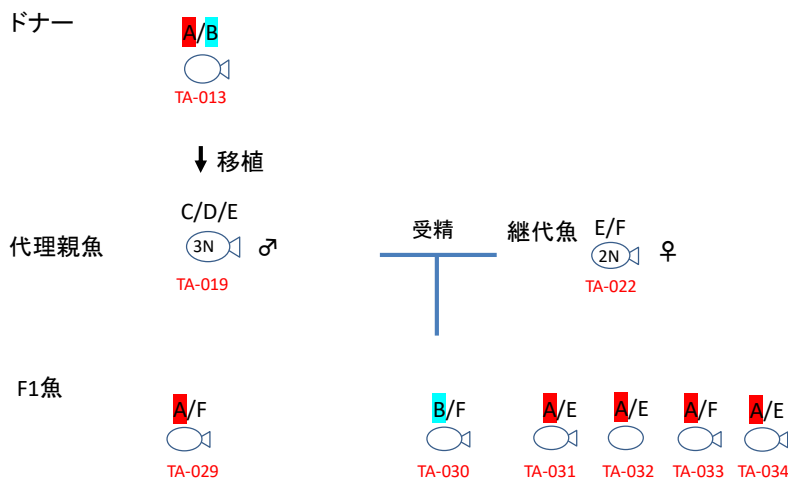 ドナー
A/B
TA-013
移植
C/D/E
代理親魚
3N
♂
TA-019
受精
継代魚
E/F
2N
♀
TA-022
F1魚
A/F
B/F
A/E
A/E
A/F
A/E
TA-029
TA-030
TA-031
TA-032
TA-033
TA-034